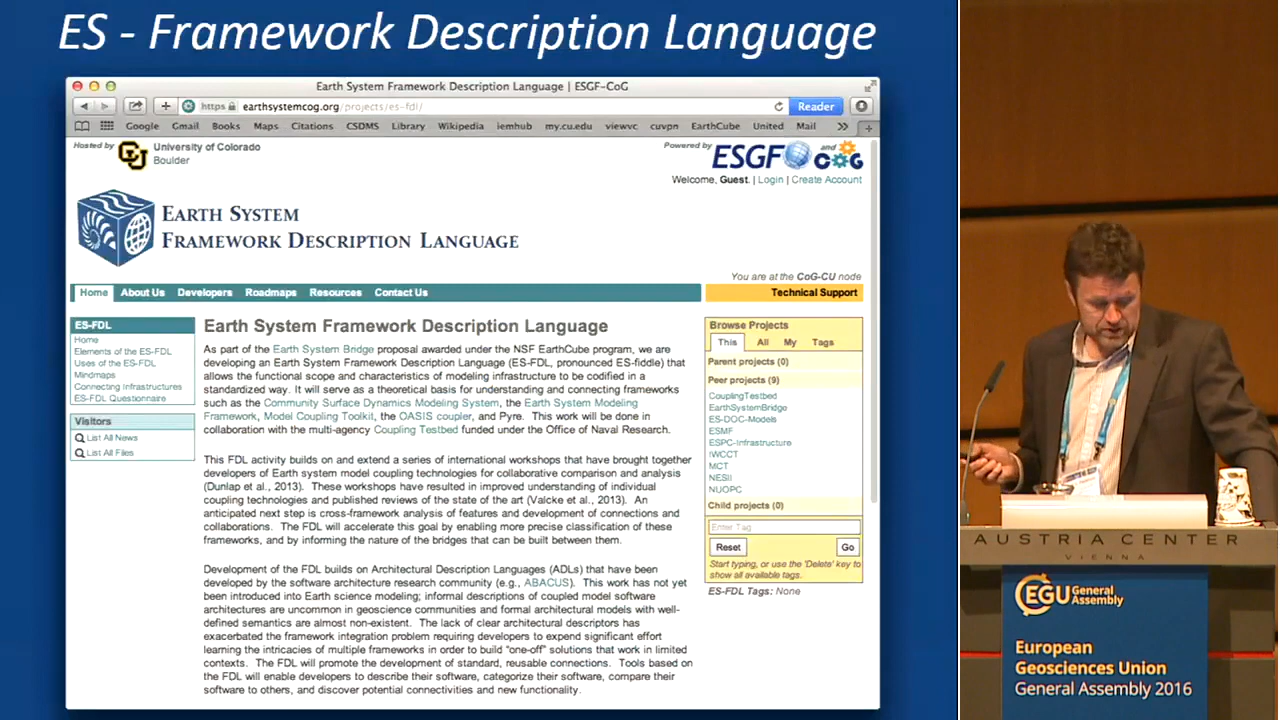 ES - Framework Description Language
Earth System Framework Description Language | ESGF-CoG
https earthsystemcog.org/projects/es-fdl/
Reader
Google Gmail Books Maps Citations CSDMS Library Wikipedia iemhub my.cu.edu viewvc cuvpn EarthCube United Mail
Hosted by
University of Colorado
Boulder
Powered by
ESGF and CoG
Welcome, Guest. | Login | Create Account
EARTH SYSTEM
FRAMEWORK DESCRIPTION LANGUAGE
You are at the CoG-CU node
Home About Us Developers Roadmaps Resources Contact Us
Technical Support
ES-FDL
Home
Elements of the ES-FDL
Uses of the ES-FDL
Mindmaps
Connecting Infrastructures
ES-FDL Questionnaire
Visitors
List All News
List All Files
Earth System Framework Description Language
As part of the Earth System Bridge proposal awarded under the NSF EarthCube program, we are
developing an Earth System Framework Description Language (ES-FDL, pronounced ES-fiddle) that
allows the functional scope and characteristics of modeling infrastructure to be codified in a
standardized way. It will serve as a theoretical basis for understanding and connecting frameworks
such as the Community Surface Dynamics Modeling System, the Earth System Modeling
Framework, Model Coupling Toolkit, the OASIS coupler, and Pyre. This work will be done in
collaboration with the multi-agency Coupling Testbed funded under the Office of Naval Research.
This FDL activity builds on and extend a series of international workshops that have brought together
developers of Earth system model coupling technologies for collaborative comparison and analysis
(Dunlap et al., 2013). These workshops have resulted in improved understanding of individual
coupling technologies and published reviews of the state of the art (Valcke et al., 2013). An
anticipated next step is cross-framework analysis of features and development of connections and
collaborations. The FDL will accelerate this goal by enabling more precise classification of these
frameworks, and by informing the nature of the bridges that can be built between them.
Development of the FDL builds on Architectural Description Languages (ADLs) that have been
developed by the software architecture research community (e.g., ABACUS). This work has not yet
been introduced into Earth science modeling; informal descriptions of coupled model software
architectures are uncommon in geoscience communities and formal architectural models with well-
defined semantics are almost non-existent. The lack of clear architectural descriptors has
exacerbated the framework integration problem requiring developers to expend significant effort
learning the intricacies of multiple frameworks in order to build "one-off" solutions that work in limited
contexts. The FDL will promote the development of standard, reusable connections. Tools based on
the FDL will enable developers to describe their software, categorize their software, compare their
software to others, and discover potential connectivities and new functionality.
Browse Projects
This All My Tags
Parent projects (0)
Peer projects (9)
CouplingTestbed
EarthSystemBridge
ES-DOC-Models
ESMF
ESPC-Infrastructure
IWCCT
MCT
NESII
NUOPC
Child projects (0)
Enter Tag
Reset Go
Start typing, or use the 'Delete' key to
show all available tags.
ES-FDL Tags: None
AUSTRIA CENTER
VIENNA
EGU General
Assembly
European
Geosciences Union
General Assembly 2016